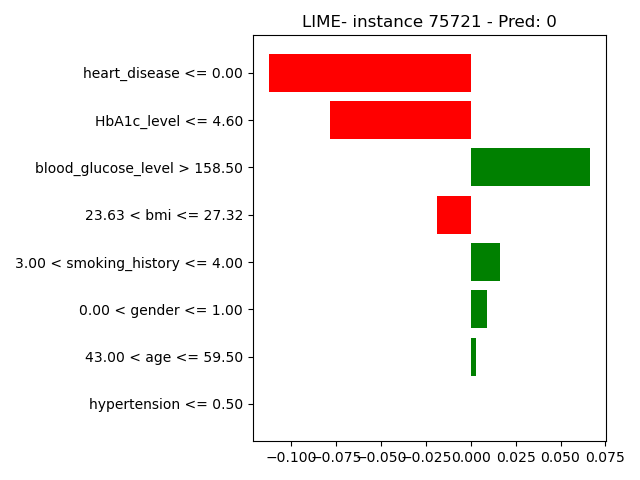 LIME- instance 75721 - Pred: 0
heart_disease <= 0.00
HbA1c_level <= 4.60
blood_glucose_level > 158.50
23.63 < bmi <= 27.32
3.00 < smoking_history <= 4.00
0.00 < gender <= 1.00
43.00 < age <= 59.50
hypertension <= 0.50
−0.100 −0.075 −0.050 −0.025 0.000 0.025 0.050 0.075